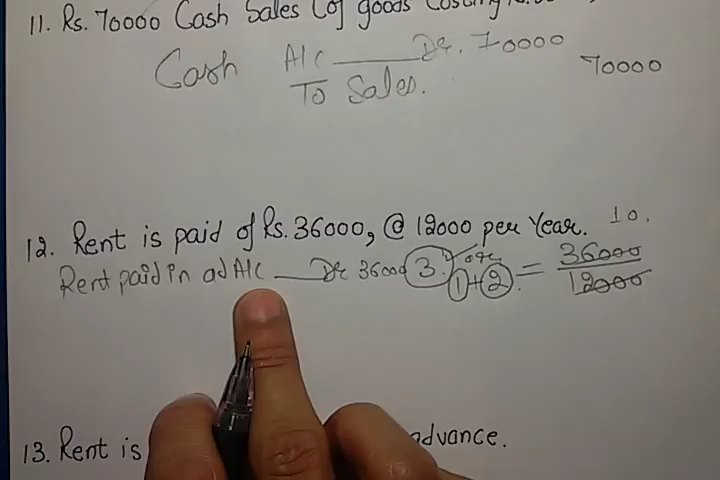 11. Rs. 70000 Cash Sales (of goods costing
Cash A/C ______ Dr. 70000
To Sales. 70000
12. Rent is paid of Rs. 36000, @ 12000 per Year. 10.
Rent paid in ad A/C ___ Dr 36000 3. 1+2 = 36000/12000
13. Rent is advance.